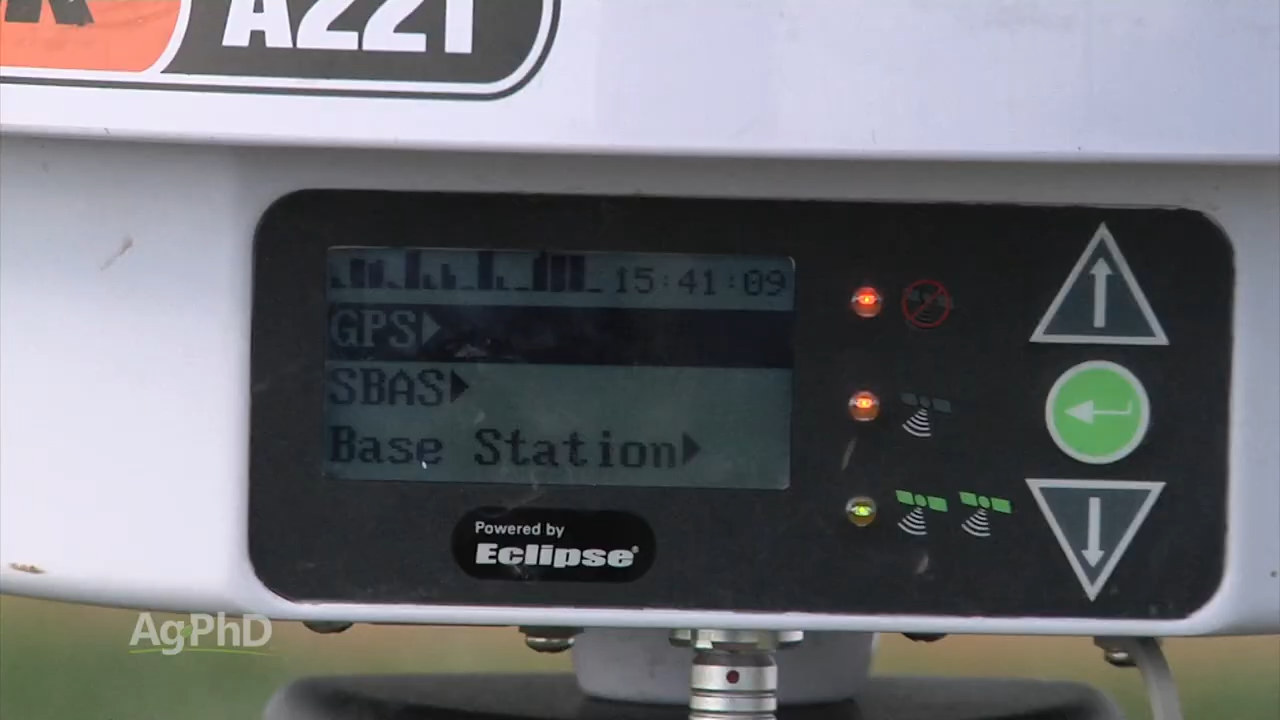 A221
15:41:09
GPS
SBAS
Base Station
Powered by
Eclipse®
Ag PhD